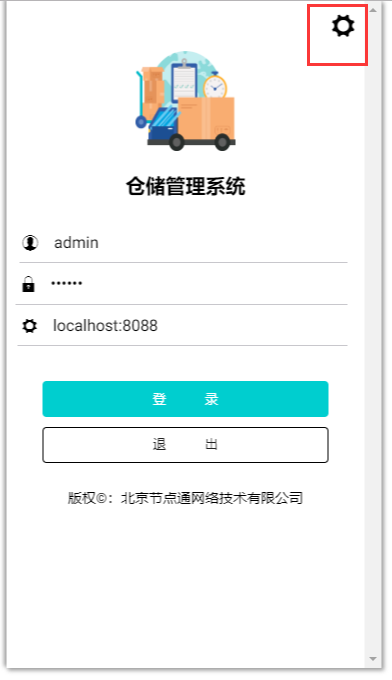 仓储管理系统
admin
••••••
localhost:8088
登 录
退 出
版权©：北京节点通网络技术有限公司